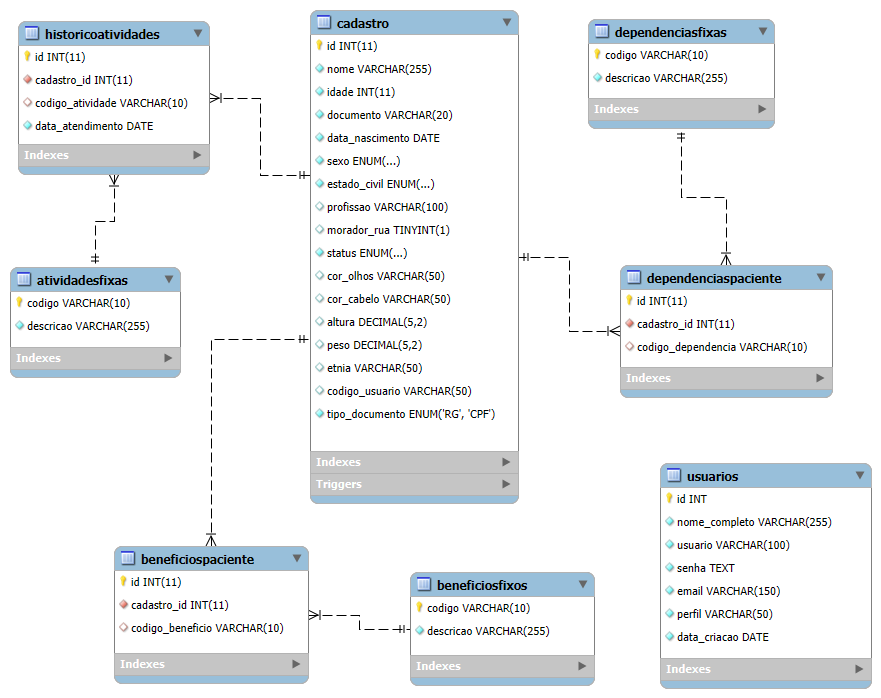 historicoatividades
id INT(11)
cadastro_id INT(11)
codigo_atividade VARCHAR(10)
data_atendimento DATE
Indexes
cadastro
id INT(11)
nome VARCHAR(255)
idade INT(11)
documento VARCHAR(20)
data_nascimento DATE
sexo ENUM(...)
estado_civil ENUM(...)
profissao VARCHAR(100)
morador_rua TINYINT(1)
status ENUM(...)
cor_olhos VARCHAR(50)
cor_cabelo VARCHAR(50)
altura DECIMAL(5,2)
peso DECIMAL(5,2)
etnia VARCHAR(50)
codigo_usuario VARCHAR(50)
tipo_documento ENUM('RG', 'CPF')
Indexes
Triggers
dependenciasfixas
codigo VARCHAR(10)
descricao VARCHAR(255)
Indexes
atividadesfixas
codigo VARCHAR(10)
descricao VARCHAR(255)
Indexes
dependenciaspaciente
id INT(11)
cadastro_id INT(11)
codigo_dependencia VARCHAR(10)
Indexes
usuarios
id INT
nome_completo VARCHAR(255)
usuario VARCHAR(100)
senha TEXT
email VARCHAR(150)
perfil VARCHAR(50)
data_criacao DATE
Indexes
beneficiospaciente
id INT(11)
cadastro_id INT(11)
codigo_beneficio VARCHAR(10)
Indexes
beneficiosfixos
codigo VARCHAR(10)
descricao VARCHAR(255)
Indexes